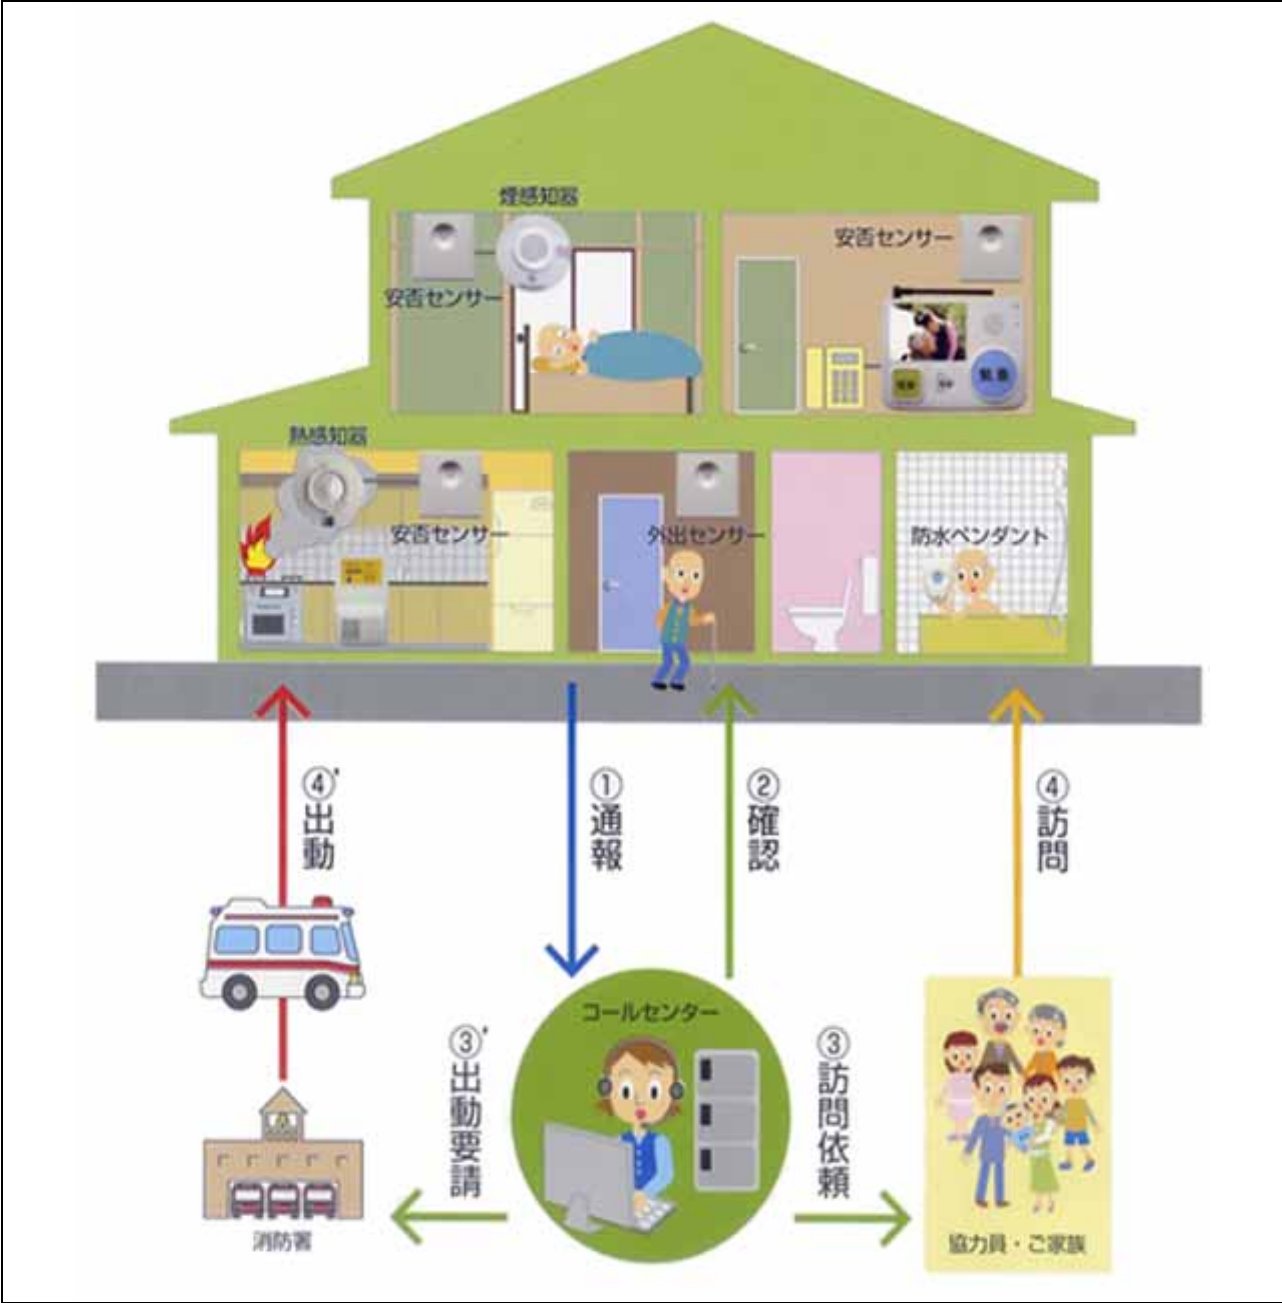 煙感知器
安否センサー
安否センサー
緊急
熱感知器
安否センサー
外出センサー
防水ペンダント
④'出動
①通報
②確認
④訪問
コールセンター
③'出動要請
③訪問依頼
消防署
協力員・ご家族